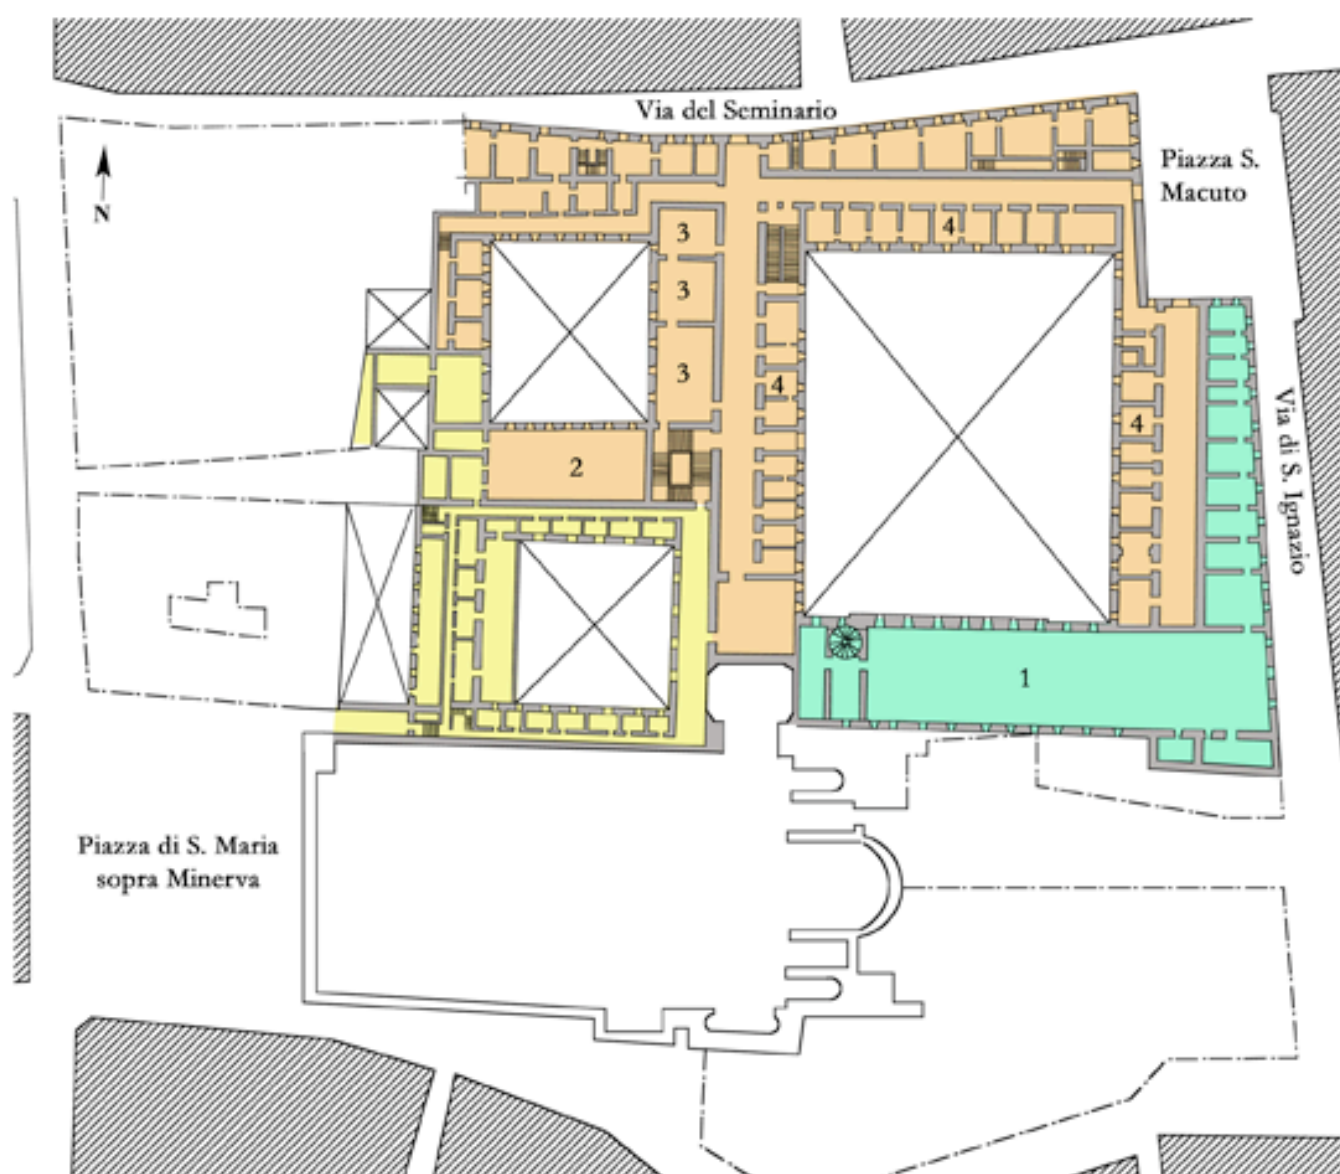 Via del Seminario
Piazza S.
Macuto
N
3
4
3
3
4
4
Via di S. Ignazio
2
1
Piazza di S. Maria
sopra Minerva